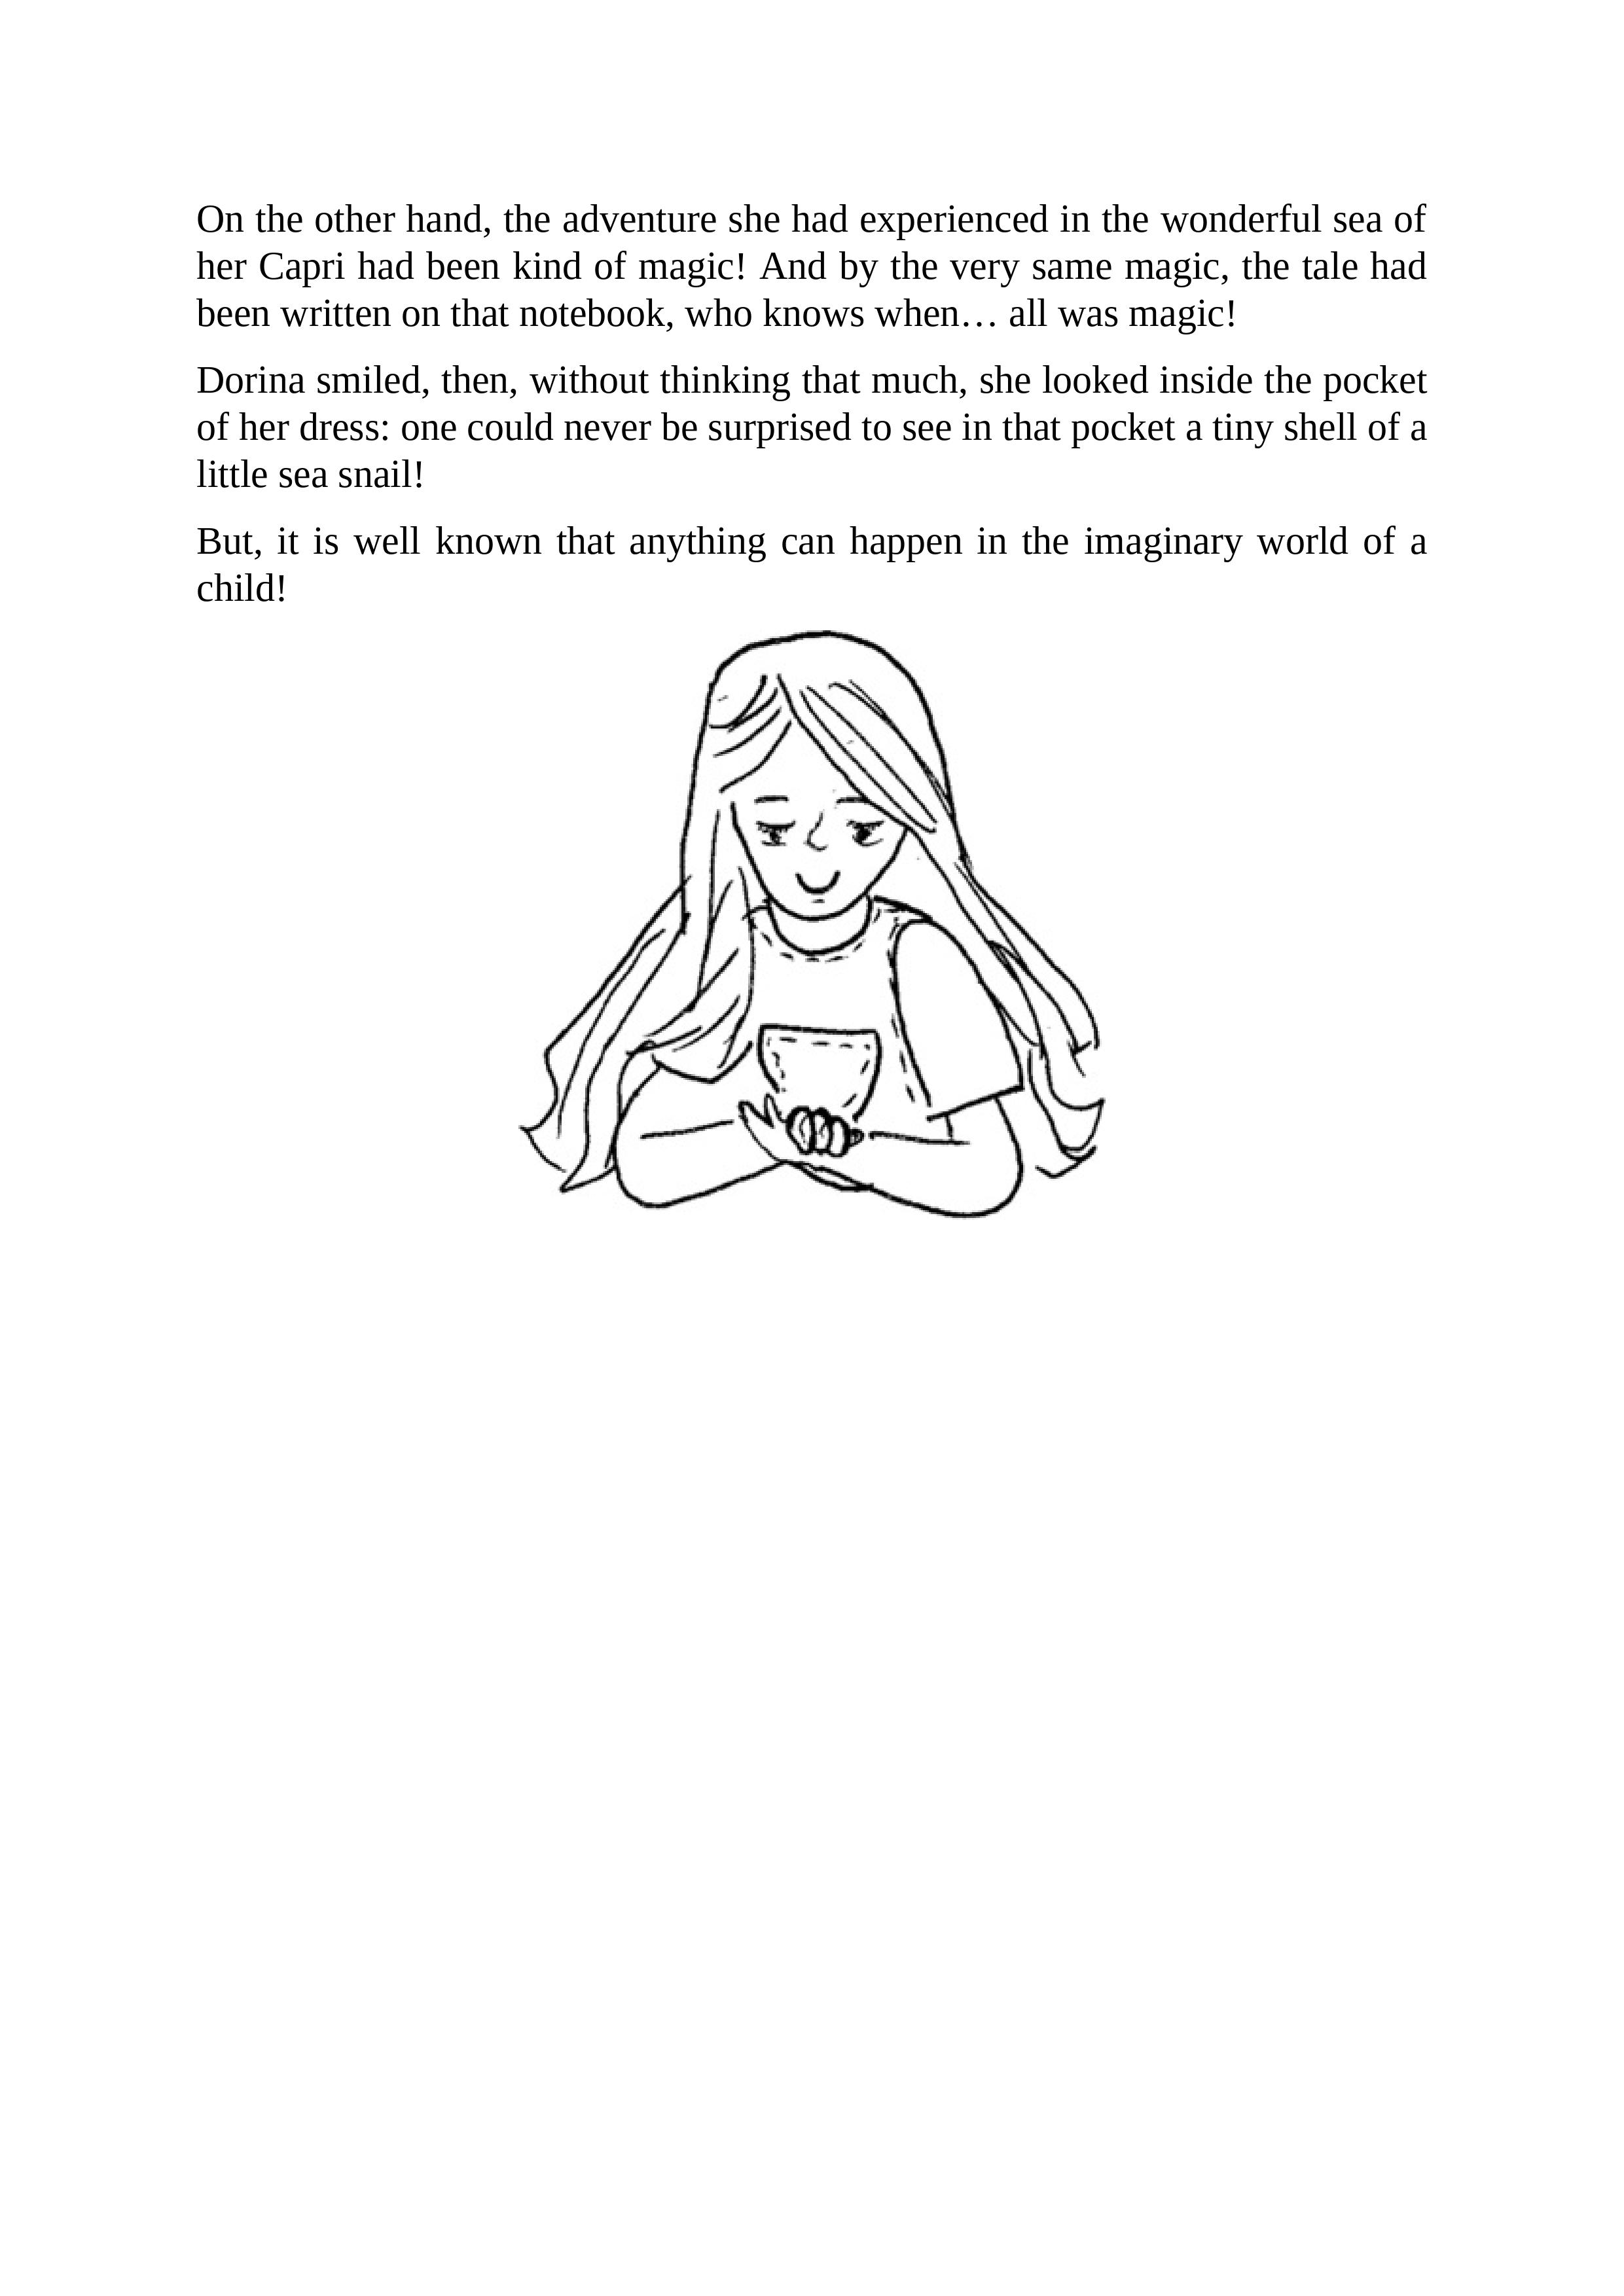 On the other hand, the adventure she had experienced in the wonderful sea of
her Capri had been kind of magic! And by the very same magic, the tale had
been written on that notebook, who knows when… all was magic!
Dorina smiled, then, without thinking that much, she looked inside the pocket
of her dress: one could never be surprised to see in that pocket a tiny shell of a
little sea snail!
But, it is well known that anything can happen in the imaginary world of a
child!